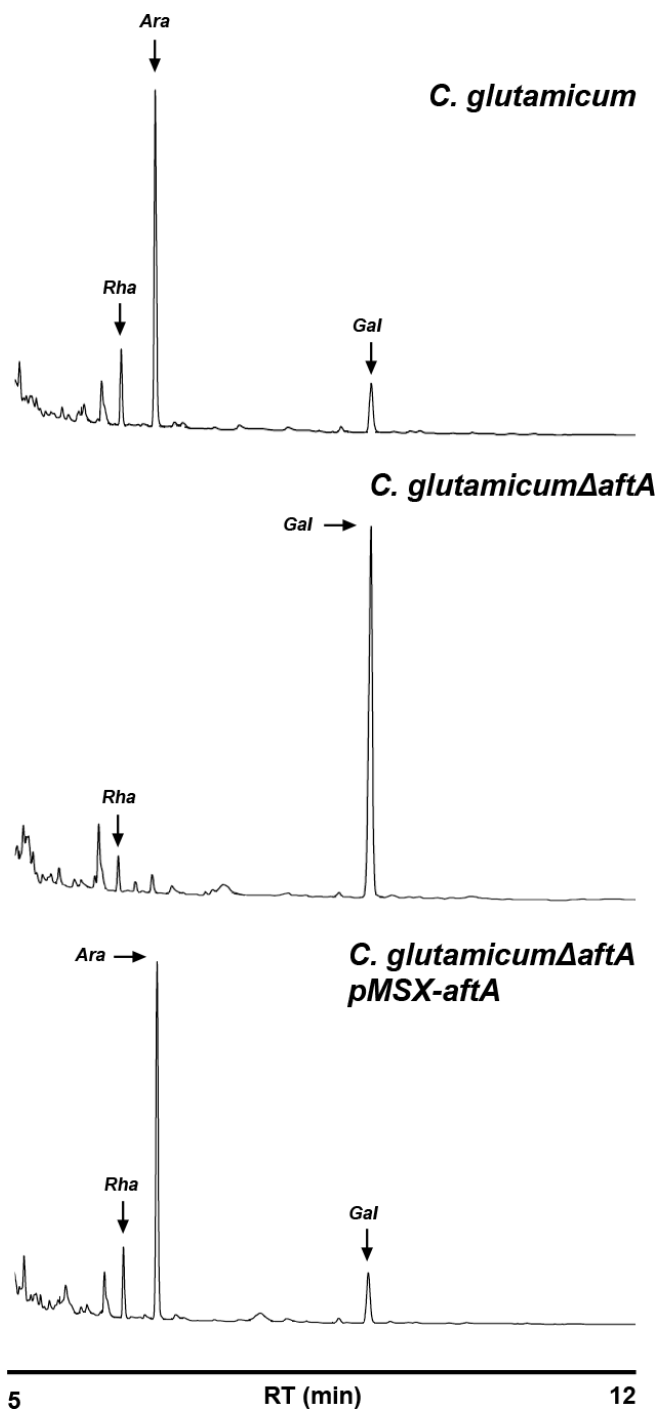 Ara
C. glutamicum
Rha
Gal
C. glutamicumΔaftA
Gal
Rha
Ara
C. glutamicumΔaftA
pMSX-aftA
Rha
Gal
5 RT (min) 12